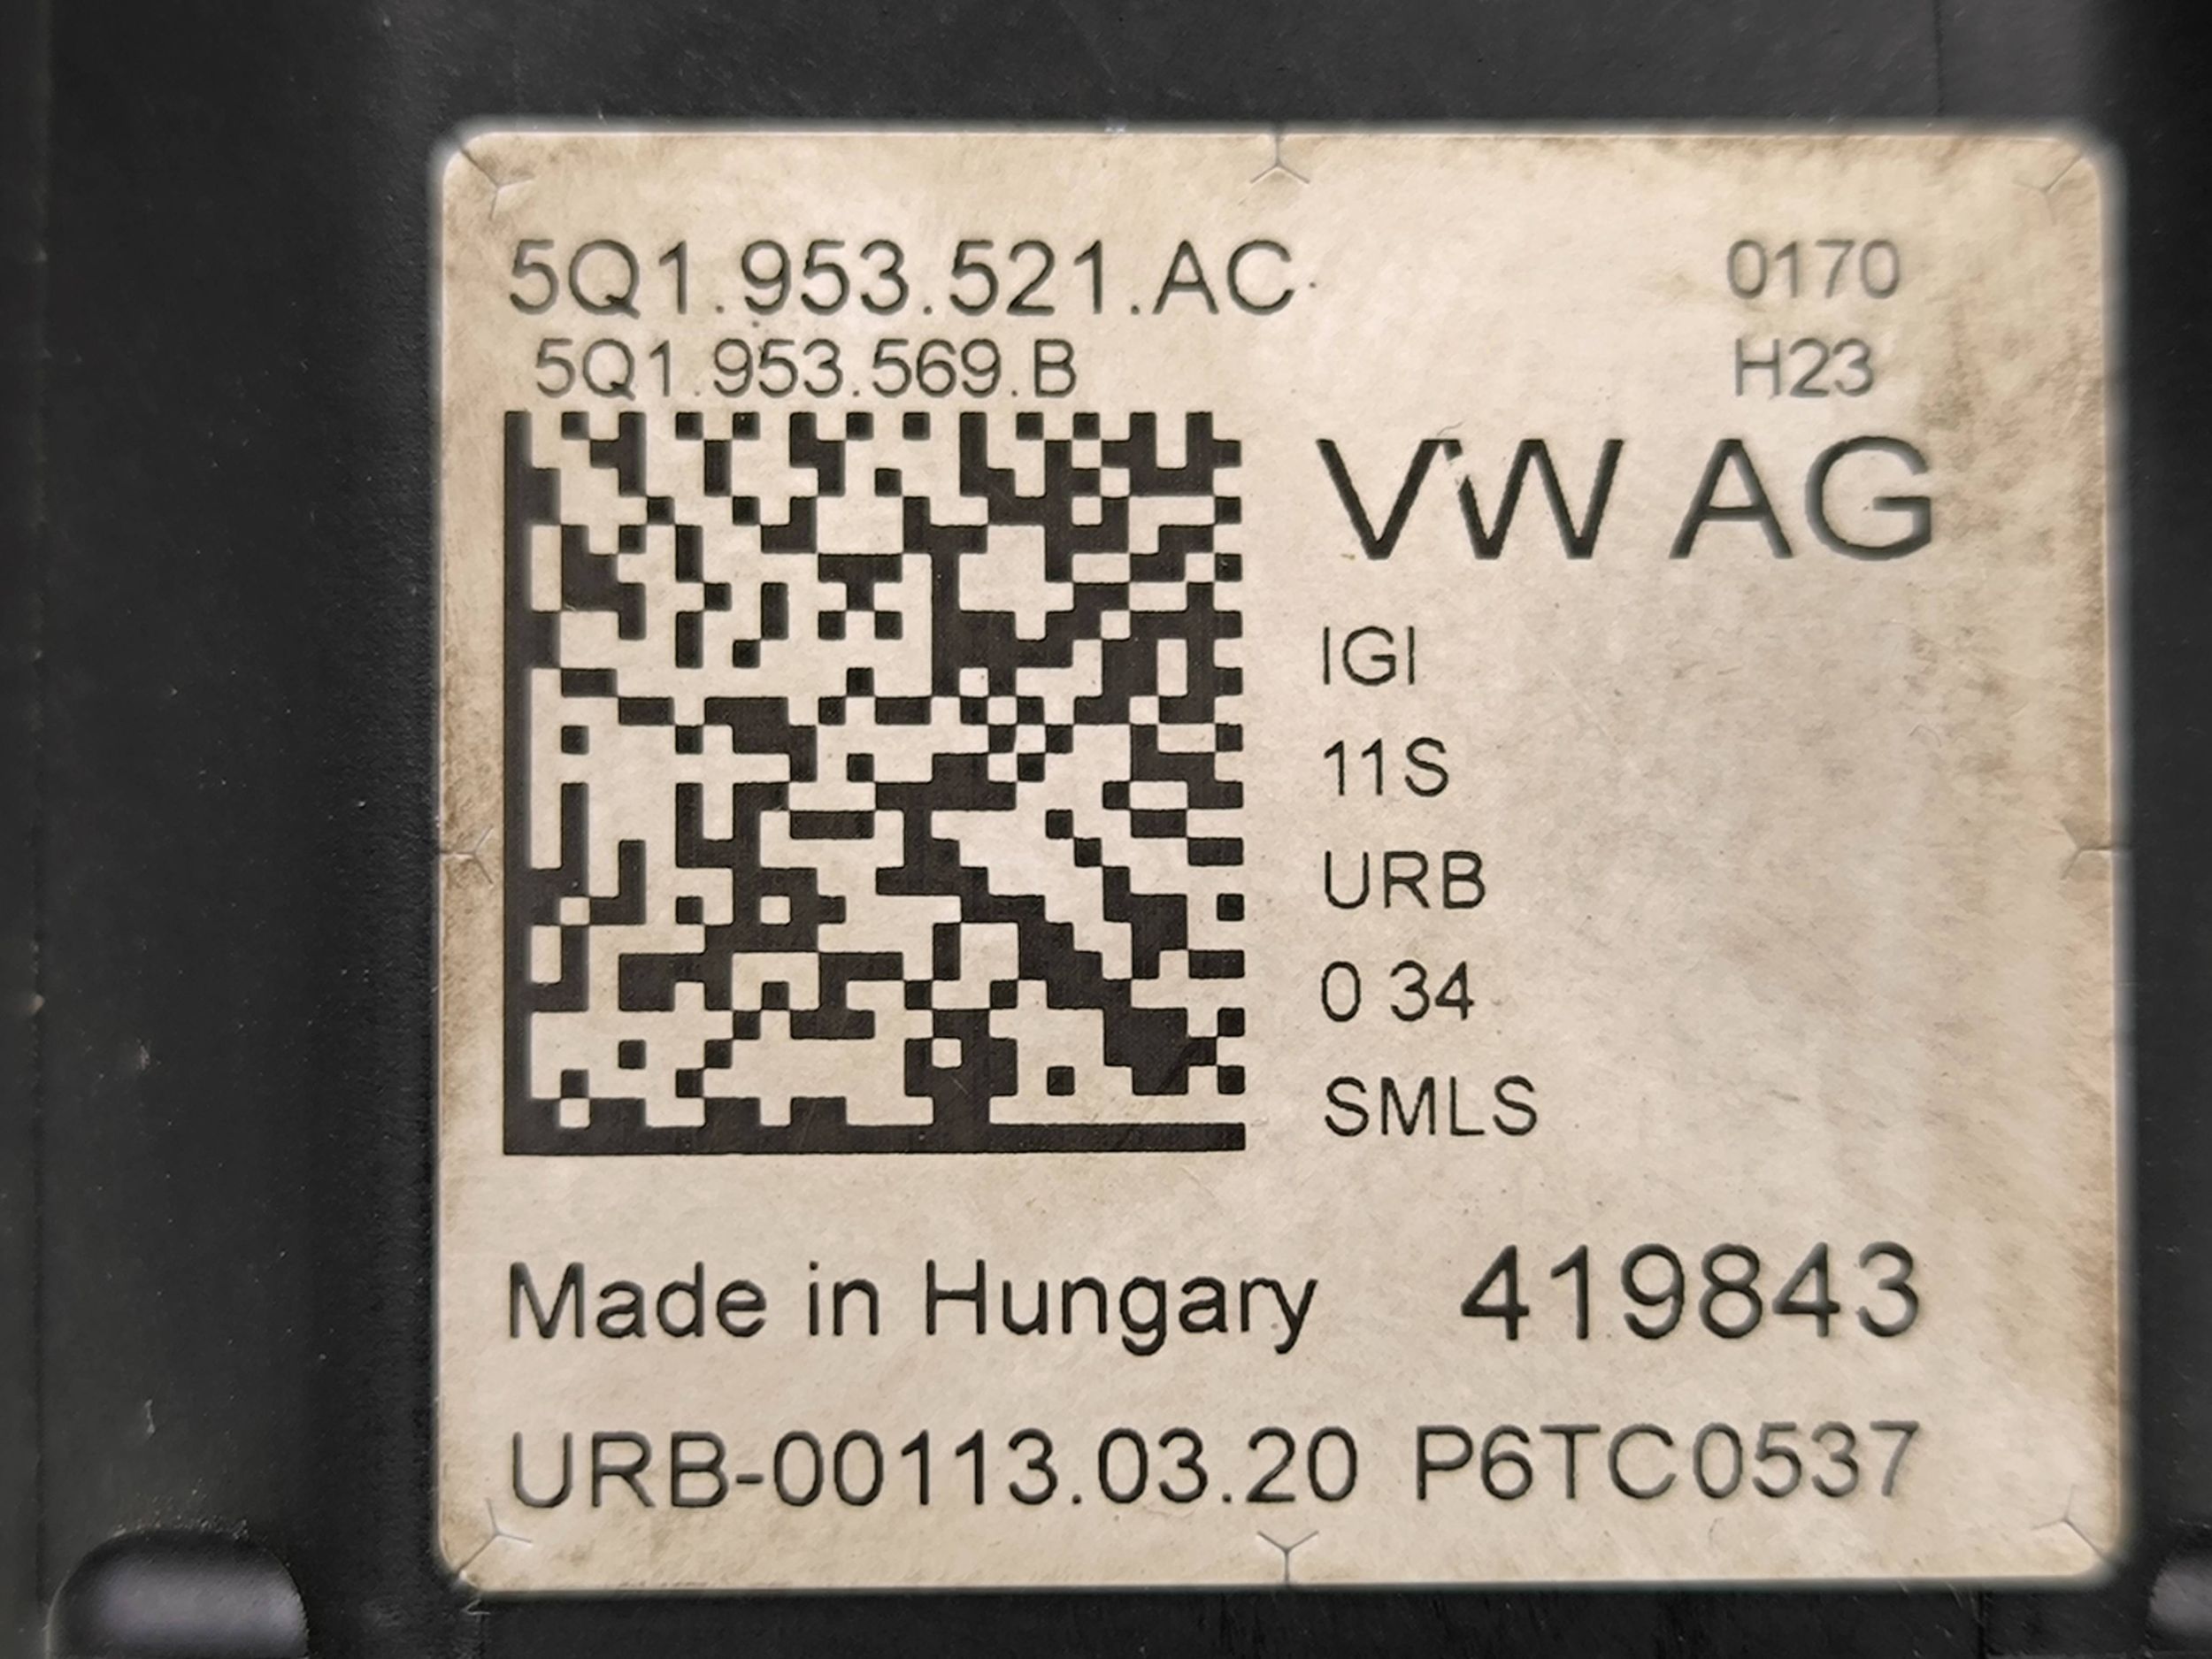 5Q1.953.521.AC 0170
5Q1.953.569.B H23
VW AG
IGI
11S
URB
0 34
SMLS
Made in Hungary 419843
URB-00113.03.20 P6TC0537